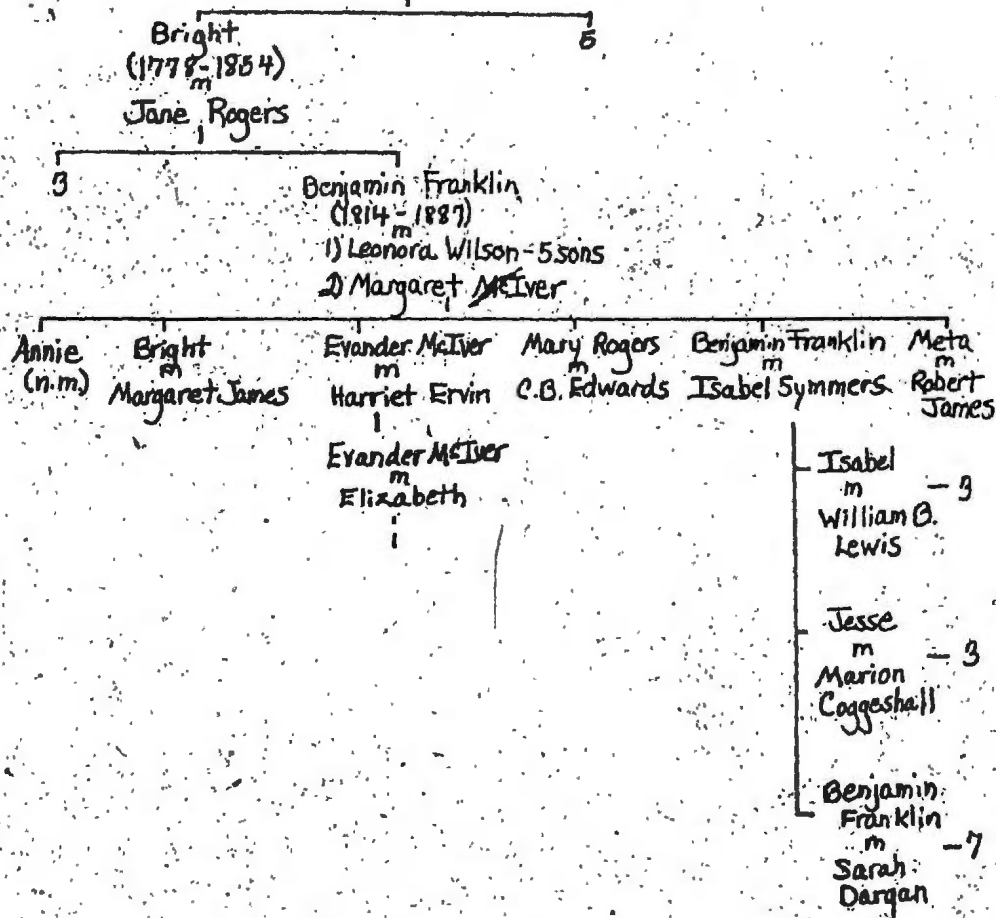 5
Bright
(1778-1854)
m
Jane Rogers
3
Benjamin Franklin
(1814-1887)
m
1) Leonora Wilson-5 sons
2) Margaret McIver
Annie
(n.m.)
Bright
m
Margaret James
Evander McIver
m
Harriet Ervin
Evander McIver
m
Elizabeth
1
Mary Rogers
m
C.B. Edwards
Benjamin Franklin
m
Isabel Symmers
Meta
m
Robert
James
Isabel
m - 3
William B.
Lewis
Jesse
m - 3
Marion
Coggeshall
Benjamin
Franklin
m - 7
Sarah
Dargan